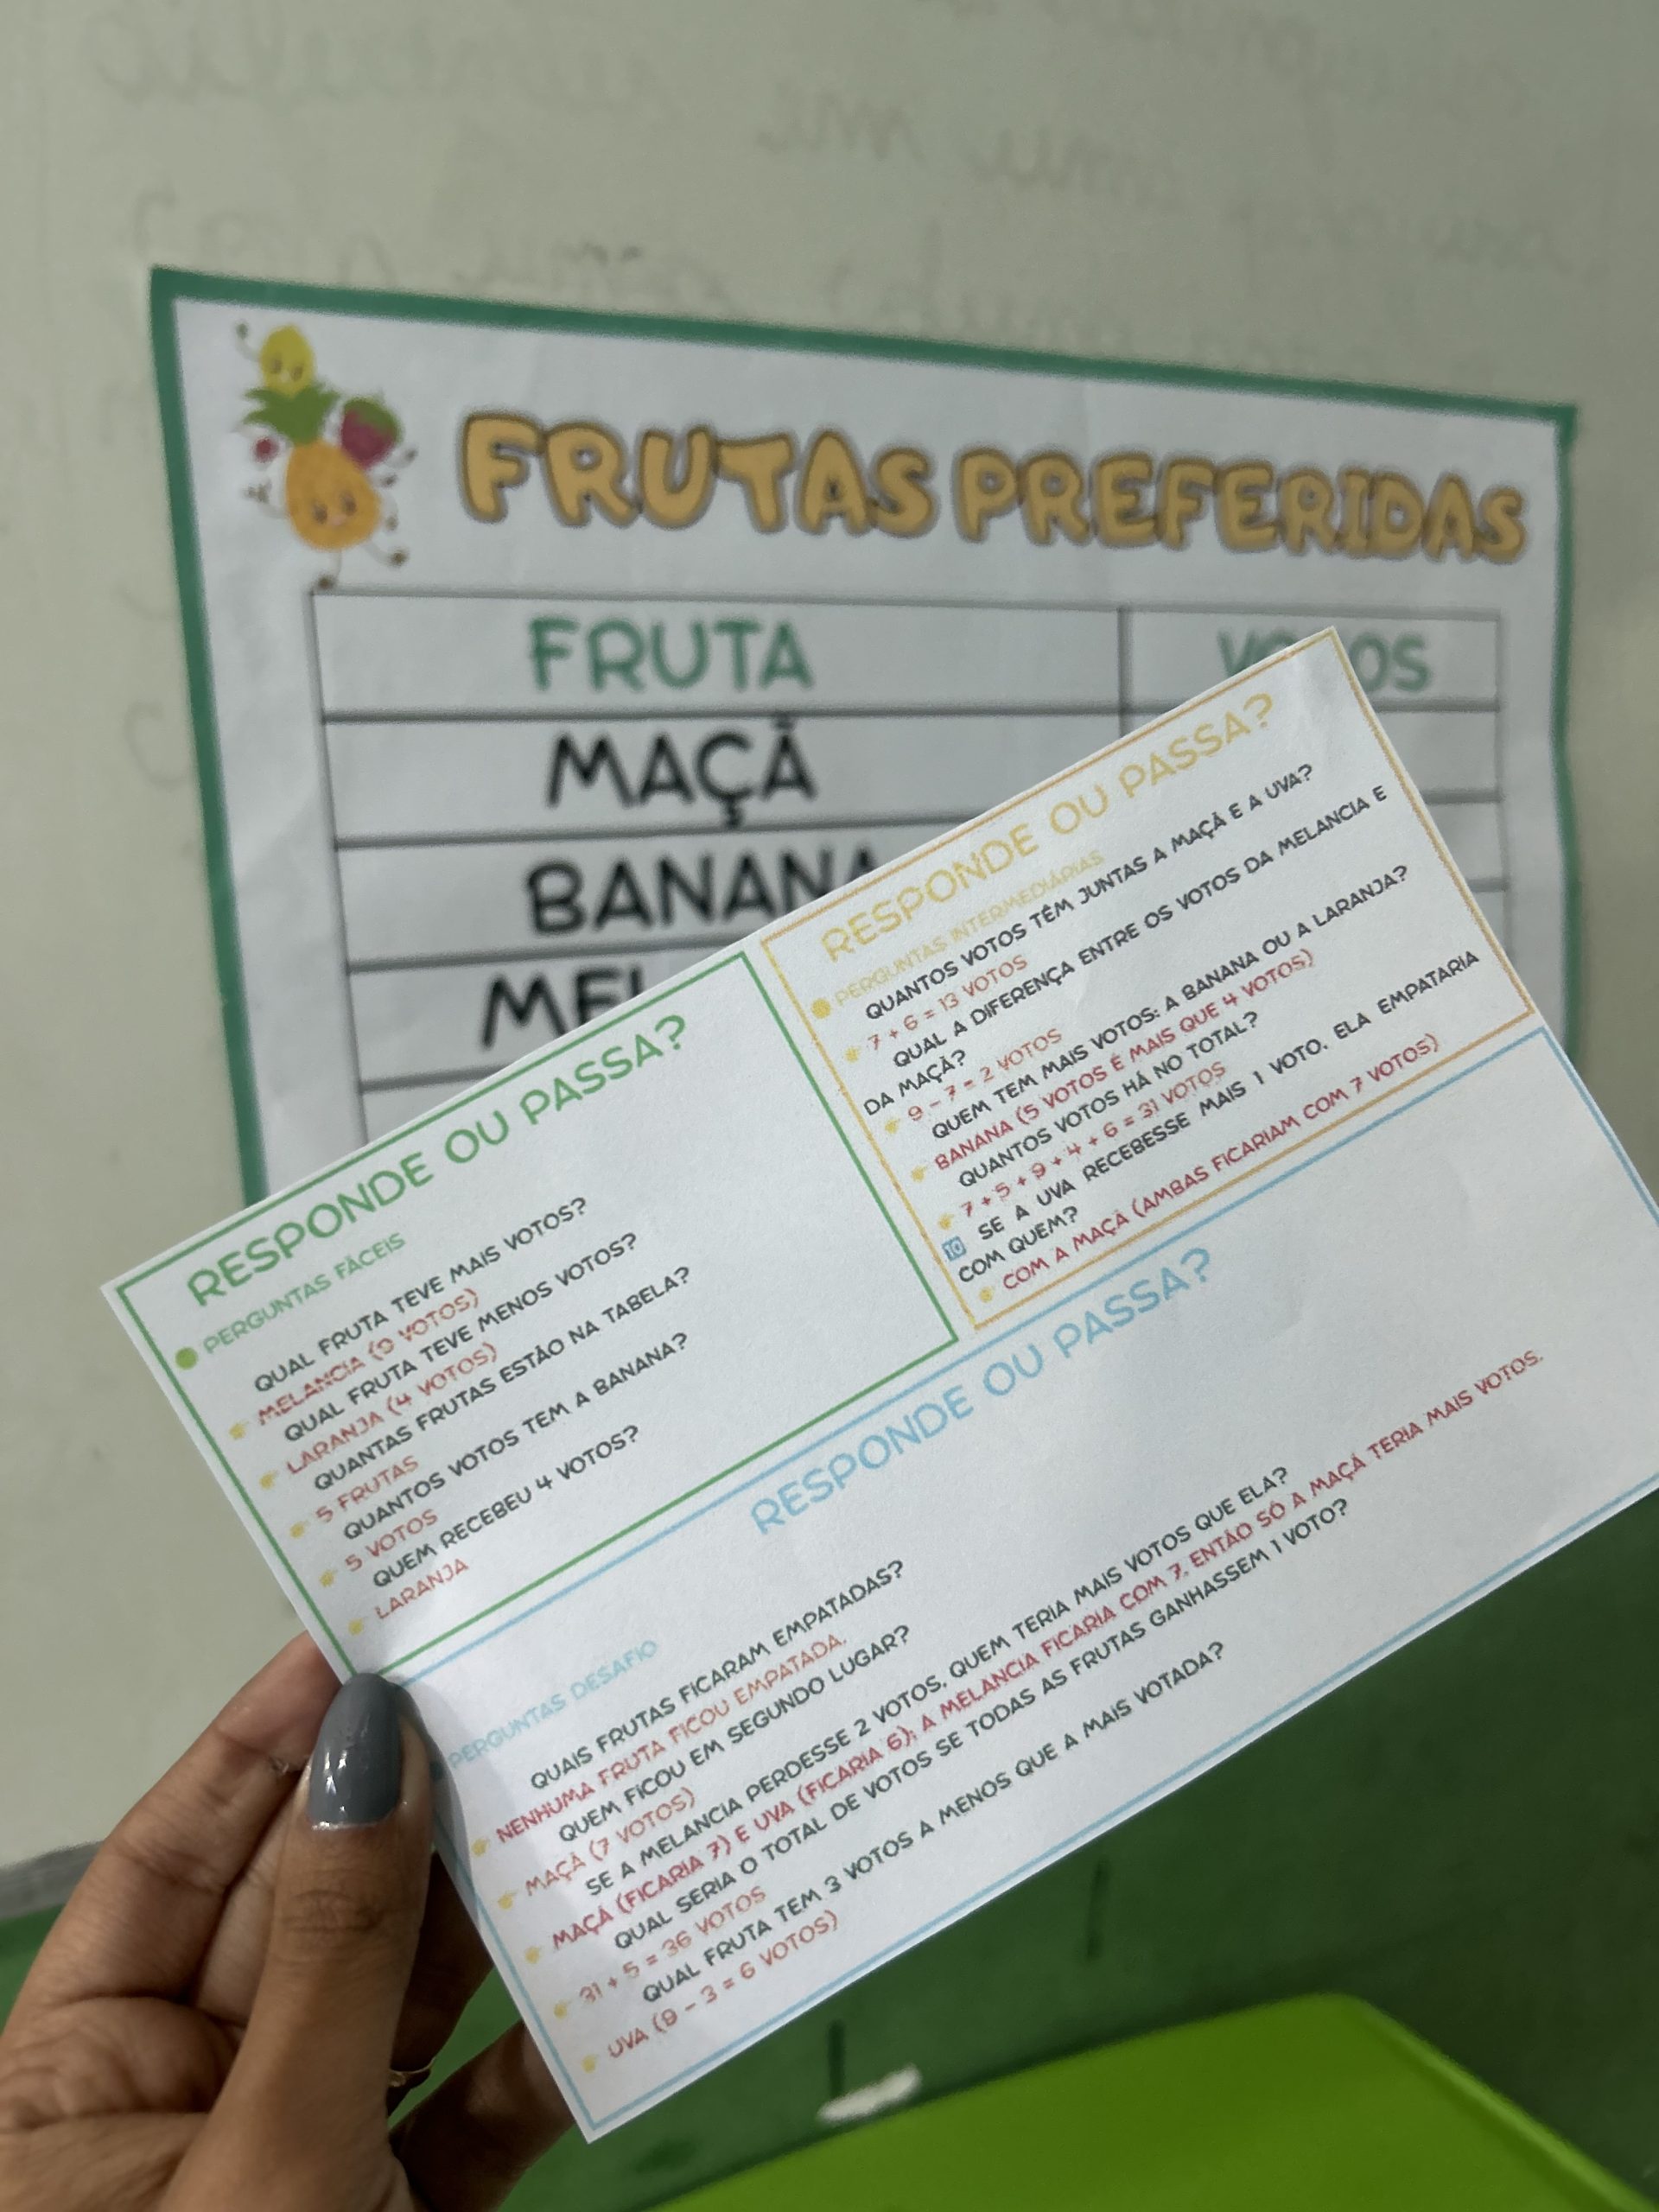 FRUTAS PREFERIDAS
FRUTA
MAÇÃ
BANANA
RESPONDE OU PASSA?
PERGUNTAS FÁCEIS
QUAL FRUTA TEVE MAIS VOTOS?
MELANCIA (9 VOTOS)
QUAL FRUTA TEVE MENOS VOTOS?
LARANJA (4 VOTOS)
QUANTAS FRUTAS ESTÃO NA TABELA?
5 FRUTAS
QUANTOS VOTOS TEM A BANANA?
5 VOTOS
QUEM RECEBEU 4 VOTOS?
LARANJA
RESPONDE OU PASSA?
PERGUNTAS INTERMEDIÁRIAS
QUANTOS VOTOS TÊM JUNTAS A MAÇÃ E A UVA?
7 + 6 = 13 VOTOS
QUAL A DIFERENÇA ENTRE OS VOTOS DA MELANCIA E
DA MAÇÃ?
9 - 7 = 2 VOTOS
QUEM TEM MAIS VOTOS: A BANANA OU A LARANJA?
BANANA (5 VOTOS É MAIS QUE 4 VOTOS)
QUANTOS VOTOS HÁ NO TOTAL?
7 + 5 + 9 + 4 + 6 = 31 VOTOS
10 SE A UVA RECEBESSE MAIS 1 VOTO, ELA EMPATARIA
COM QUEM?
COM A MAÇÃ (AMBAS FICARIAM COM 7 VOTOS)
RESPONDE OU PASSA?
PERGUNTAS DESAFIO
QUAIS FRUTAS FICARAM EMPATADAS?
NENHUMA FRUTA FICOU EMPATADA.
QUEM FICOU EM SEGUNDO LUGAR?
MAÇÃ (7 VOTOS)
SE A MELANCIA PERDESSE 2 VOTOS, QUEM TERIA MAIS VOTOS QUE ELA?
MAÇÃ (FICARIA 7) E UVA (FICARIA 6); A MELANCIA FICARIA COM 7, ENTÃO SÓ A MAÇÃ TERIA MAIS VOTOS.
QUAL SERIA O TOTAL DE VOTOS SE TODAS AS FRUTAS GANHASSEM 1 VOTO?
31 + 5 = 36 VOTOS
QUAL FRUTA TEM 3 VOTOS A MENOS QUE A MAIS VOTADA?
UVA (9 - 3 = 6 VOTOS)